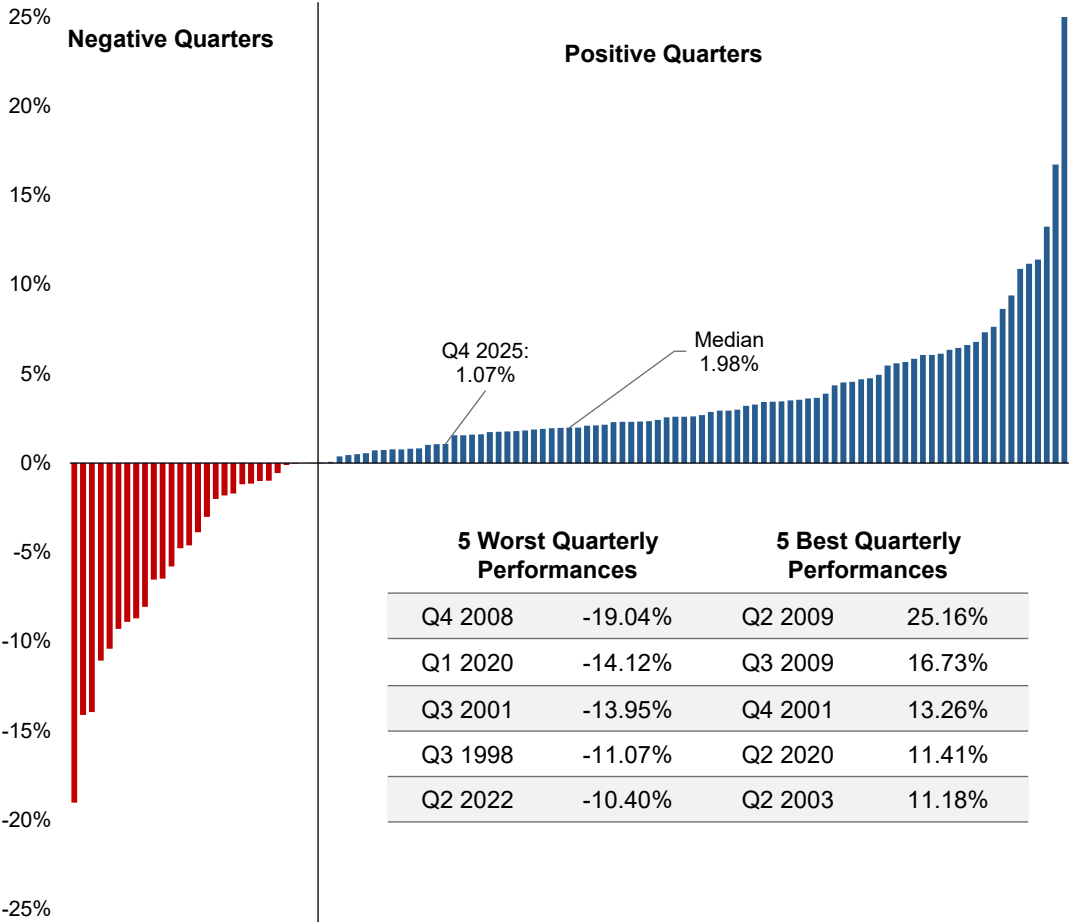 25%
Negative Quarters
Positive Quarters
20%
15%
10%
Q4 2025:
1.07%
Median
1.98%
5%
0%
-5%
-10%
-15%
-20%
-25%
5 Worst Quarterly
Performances
5 Best Quarterly
Performances
Q4 2008 -19.04% Q2 2009 25.16%
Q1 2020 -14.12% Q3 2009 16.73%
Q3 2001 -13.95% Q4 2001 13.26%
Q3 1998 -11.07% Q2 2020 11.41%
Q2 2022 -10.40% Q2 2003 11.18%